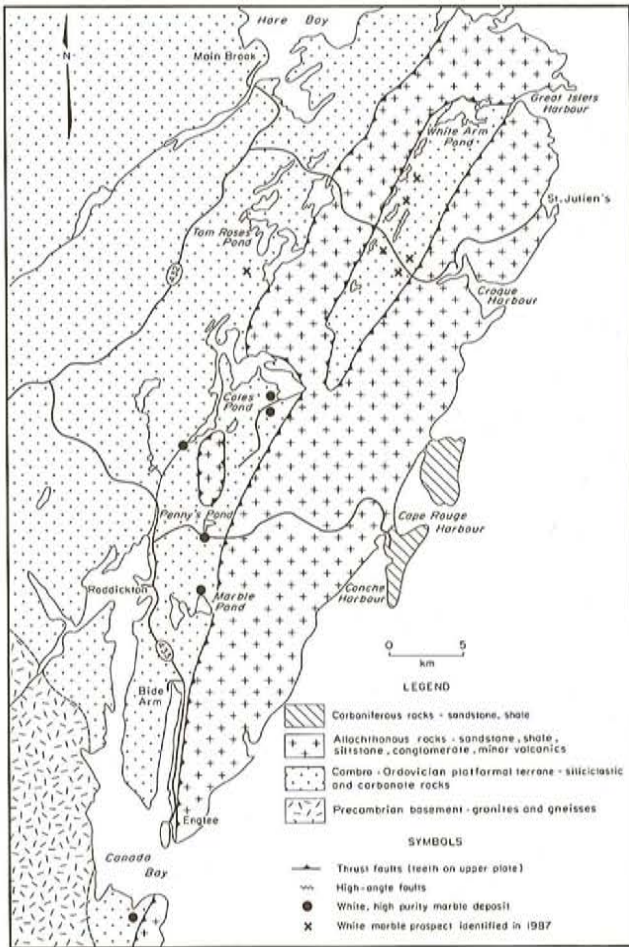 Hare Bay
Main Brook
N
Great Islets
Harbour
White Arm
Pond
St. Julien's
Tom Roses
Pond
432
Croque
Harbour
Coles
Pond
Penny's Pond
Cape Rouge
Harbour
Roddickton
Marble
Pond
Conche
Harbour
433
0 5
km
Bide
Arm
LEGEND
Carboniferous rocks - sandstone, shale
Allochthonous rocks - sandstone, shale,
siltstone, conglomerate, minor volcanics
Cambro - Ordovician platformal terrane - siliciclastic
and carbonate rocks
Precambrian basement - granites and gneisses
Englee
SYMBOLS
Canada
Bay
Thrust faults (teeth on upper plate)
High-angle faults
White, high purity marble deposit
White marble prospect identified in 1987